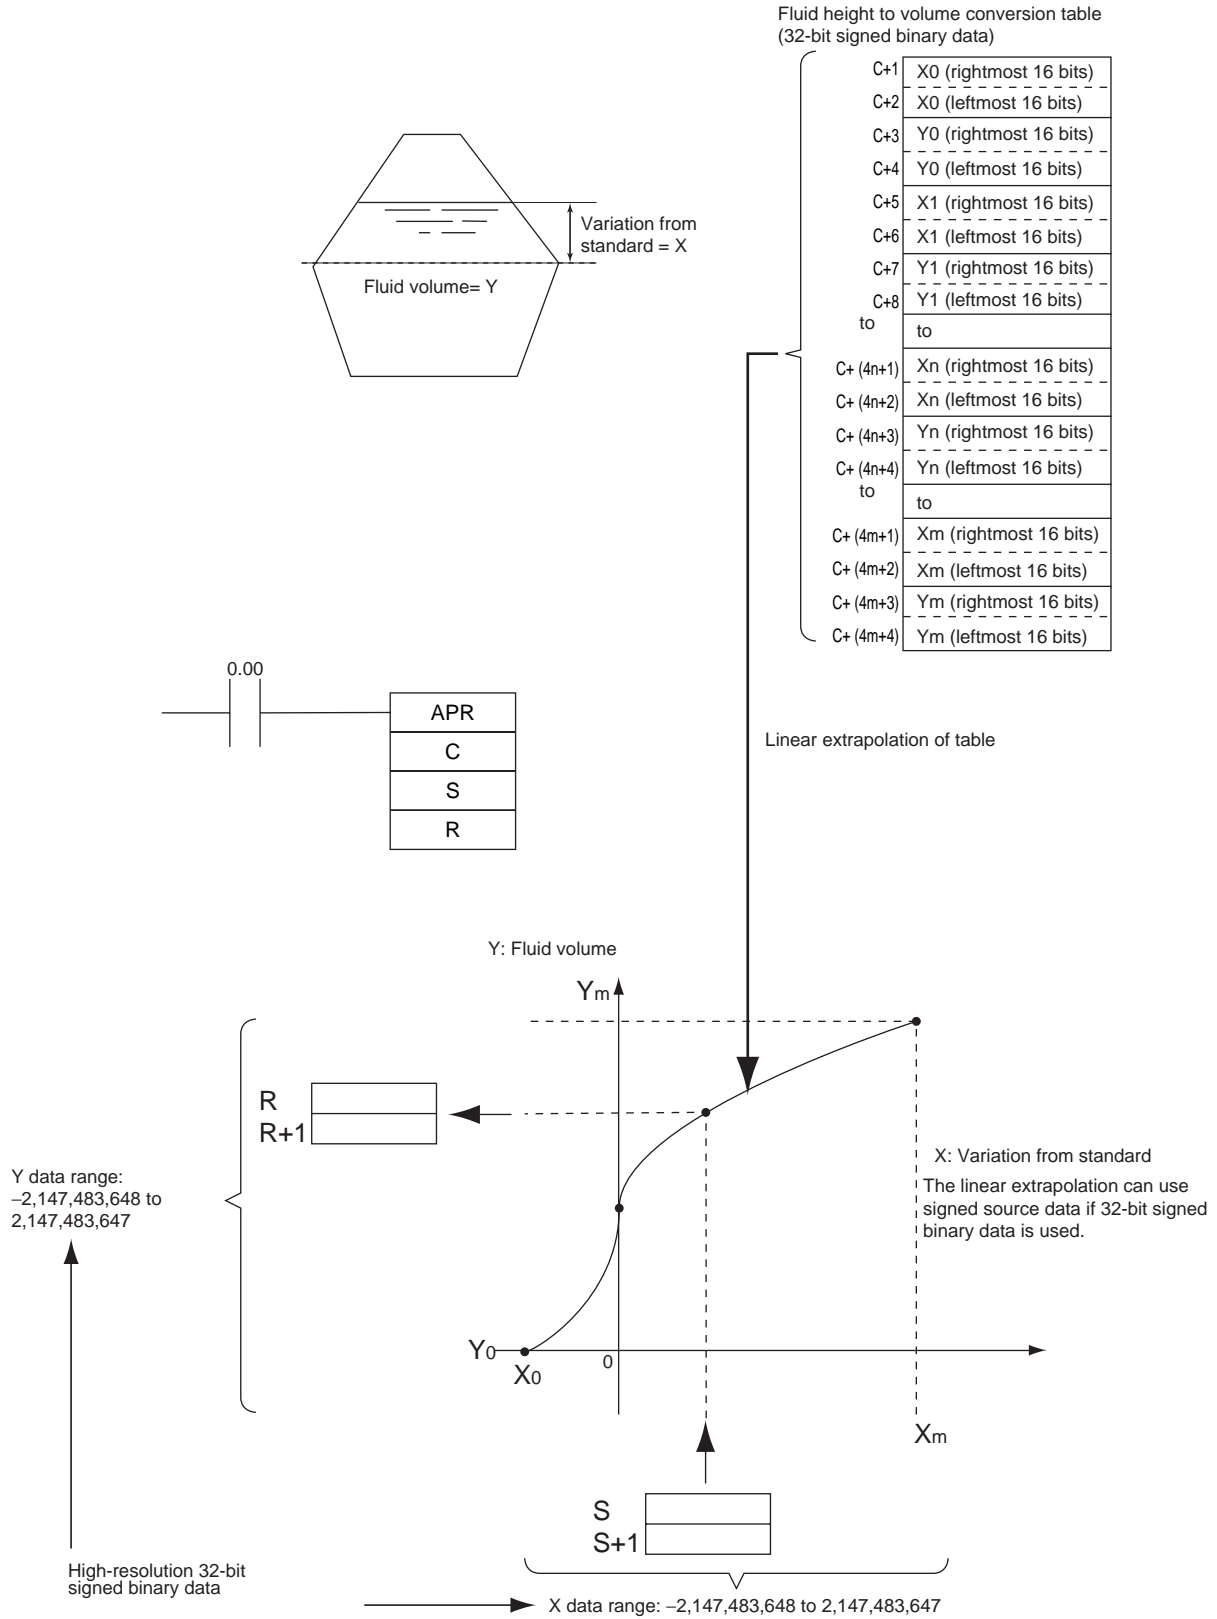 Fluid height to volume conversion table
(32-bit signed binary data)
C+1 X0 (rightmost 16 bits)
C+2 X0 (leftmost 16 bits)
C+3 Y0 (rightmost 16 bits)
C+4 Y0 (leftmost 16 bits)
C+5 X1 (rightmost 16 bits)
C+6 X1 (leftmost 16 bits)
C+7 Y1 (rightmost 16 bits)
C+8 Y1 (leftmost 16 bits)
to to
C+ (4n+1) Xn (rightmost 16 bits)
C+ (4n+2) Xn (leftmost 16 bits)
C+ (4n+3) Yn (rightmost 16 bits)
C+ (4n+4) Yn (leftmost 16 bits)
to to
C+ (4m+1) Xm (rightmost 16 bits)
C+ (4m+2) Xm (leftmost 16 bits)
C+ (4m+3) Ym (rightmost 16 bits)
C+ (4m+4) Ym (leftmost 16 bits)
Variation from
standard = X
Fluid volume= Y
0.00
APR
C
S
R
Linear extrapolation of table
Y: Fluid volume
Ym
R
R+1
Y data range:
−2,147,483,648 to
2,147,483,647
X: Variation from standard
The linear extrapolation can use
signed source data if 32-bit signed
binary data is used.
Y0
X0
0
Xm
S
S+1
High-resolution 32-bit
signed binary data
X data range: −2,147,483,648 to 2,147,483,647